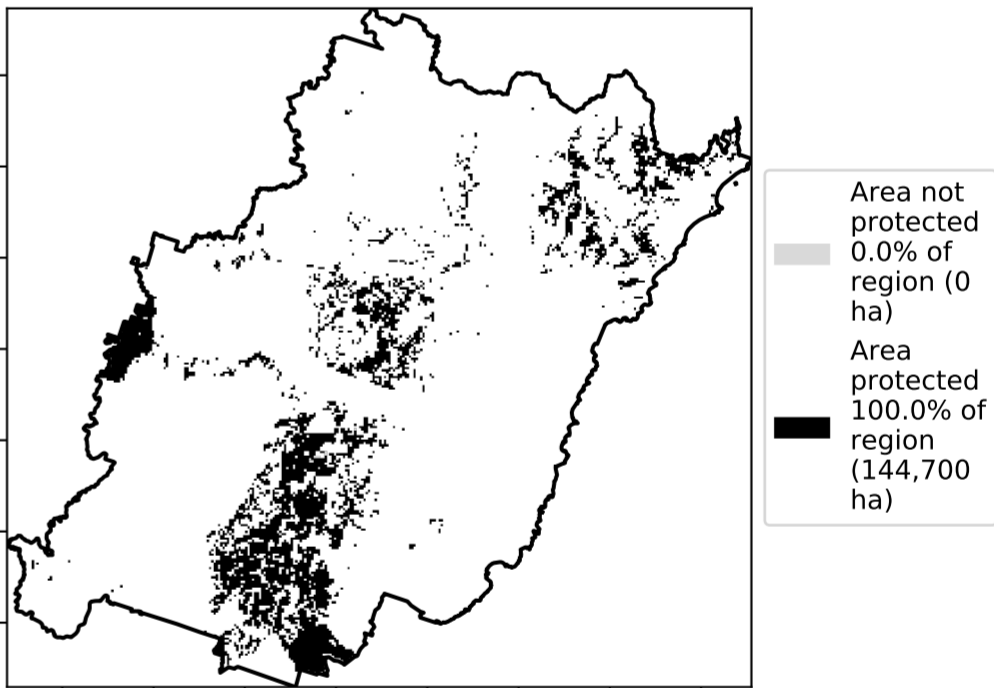 Area not
protected
0.0% of
region (0
ha)
Area
protected
100.0% of
region
(144,700
ha)